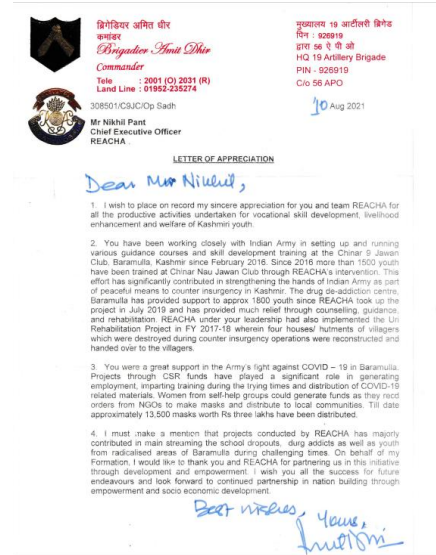 ब्रिगेडियर अमित धीर
कमांडर
Brigadier Amit Dhir
Commander
Tele : 2001 (O) 2031 (R)
Land Line : 01952-235274
मुख्यालय 19 आर्टीलरी ब्रिगेड
पिन : 926919
द्वारा 56 ऐ पी ओ
HQ 19 Artillery Brigade
PIN - 926919
C/o 56 APO
308501/C9JC/Op Sadh
10 Aug 2021
Mr Nikhil Pant
Chief Executive Officer
REACHA
LETTER OF APPRECIATION
Dear Mr Nikhil,
1. I wish to place on record my sincere appreciation for you and team REACHA for
all the productive activities undertaken for vocational skill development, livelihood
enhancement and welfare of Kashmiri youth.
2. You have been working closely with Indian Army in setting up and running
various guidance courses and skill development training at the Chinar 9 Jawan
Club, Baramulla, Kashmir since February 2016. Since 2016 more than 1500 youth
have been trained at Chinar Nau Jawan Club through REACHA's intervention. This
effort has significantly contributed in strengthening the hands of Indian Army as part
of peaceful means to counter insurgency in Kashmir. The drug de-addiction centre,
Baramulla has provided support to approx 1800 youth since REACHA took up the
project in July 2019 and has provided much relief through counselling, guidance,
and rehabilitation. REACHA under your leadership had also implemented the Uri
Rehabilitation Project in FY 2017-18 wherein four houses/ hutments of villagers
which were destroyed during counter insurgency operations were reconstructed and
handed over to the villagers.
3. You were a great support in the Army's fight against COVID – 19 in Baramulla.
Projects through CSR funds have played a significant role in generating
employment, imparting training during the trying times and distribution of COVID-19
related materials. Women from self-help groups could generate funds as they recd
orders from NGOs to make masks and distribute to local communities. Till date
approximately 13,500 masks worth Rs three lakhs have been distributed.
4. I must make a mention that projects conducted by REACHA has majorly
contributed in main streaming the school dropouts, durg addicts as well as youth
from radicalised areas of Baramulla during challenging times. On behalf of my
Formation, I would like to thank you and REACHA for partnering us in this initiative
through development and empowerment. I wish you all the success for future
endeavours and look forward to continued partnership in nation building through
empowerment and socio economic development.
Best wishes,
Yours,